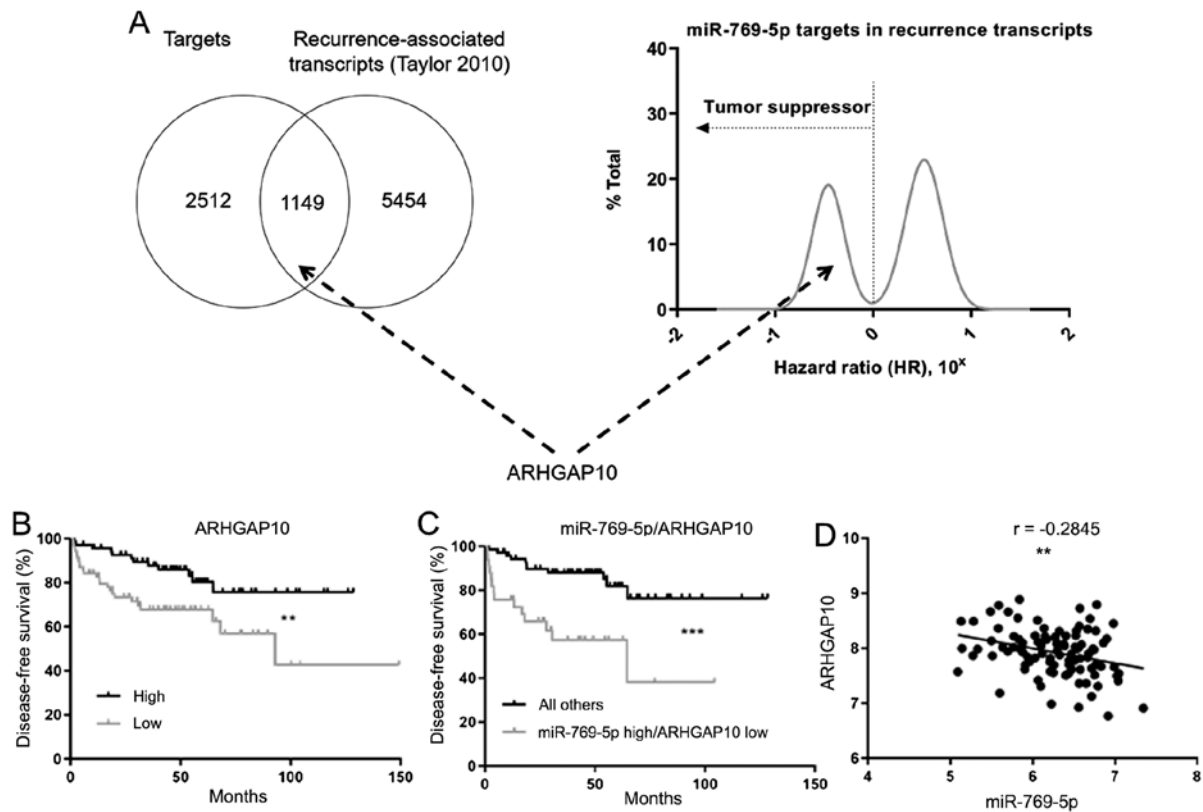 A
Targets
Recurrence-associated
transcripts (Taylor 2010)
2512
1149
5454
miR-769-5p targets in recurrence transcripts
40
30
20
10
0
% Total
Tumor suppressor
-2
-1
0
1
2
Hazard ratio (HR), 10^x
ARHGAP10
B
ARHGAP10
Disease-free survival (%)
100
80
60
40
20
0
**
High
Low
0
50
100
150
Months
C
miR-769-5p/ARHGAP10
Disease-free survival (%)
100
80
60
40
20
0
***
All others
miR-769-5p high/ARHGAP10 low
0
50
100
150
Months
D
r = -0.2845
**
ARHGAP10
10
9
8
7
6
4
5
6
7
8
miR-769-5p